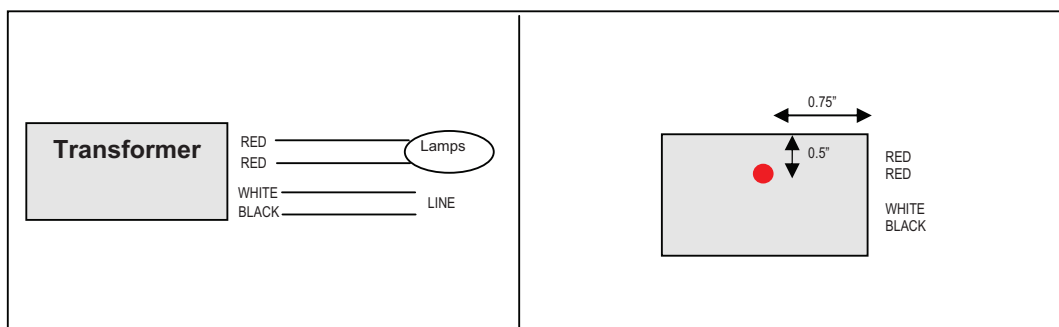 Transformer
RED
RED
WHITE
BLACK
Lamps
LINE
0.75”
0.5”
RED
RED
WHITE
BLACK